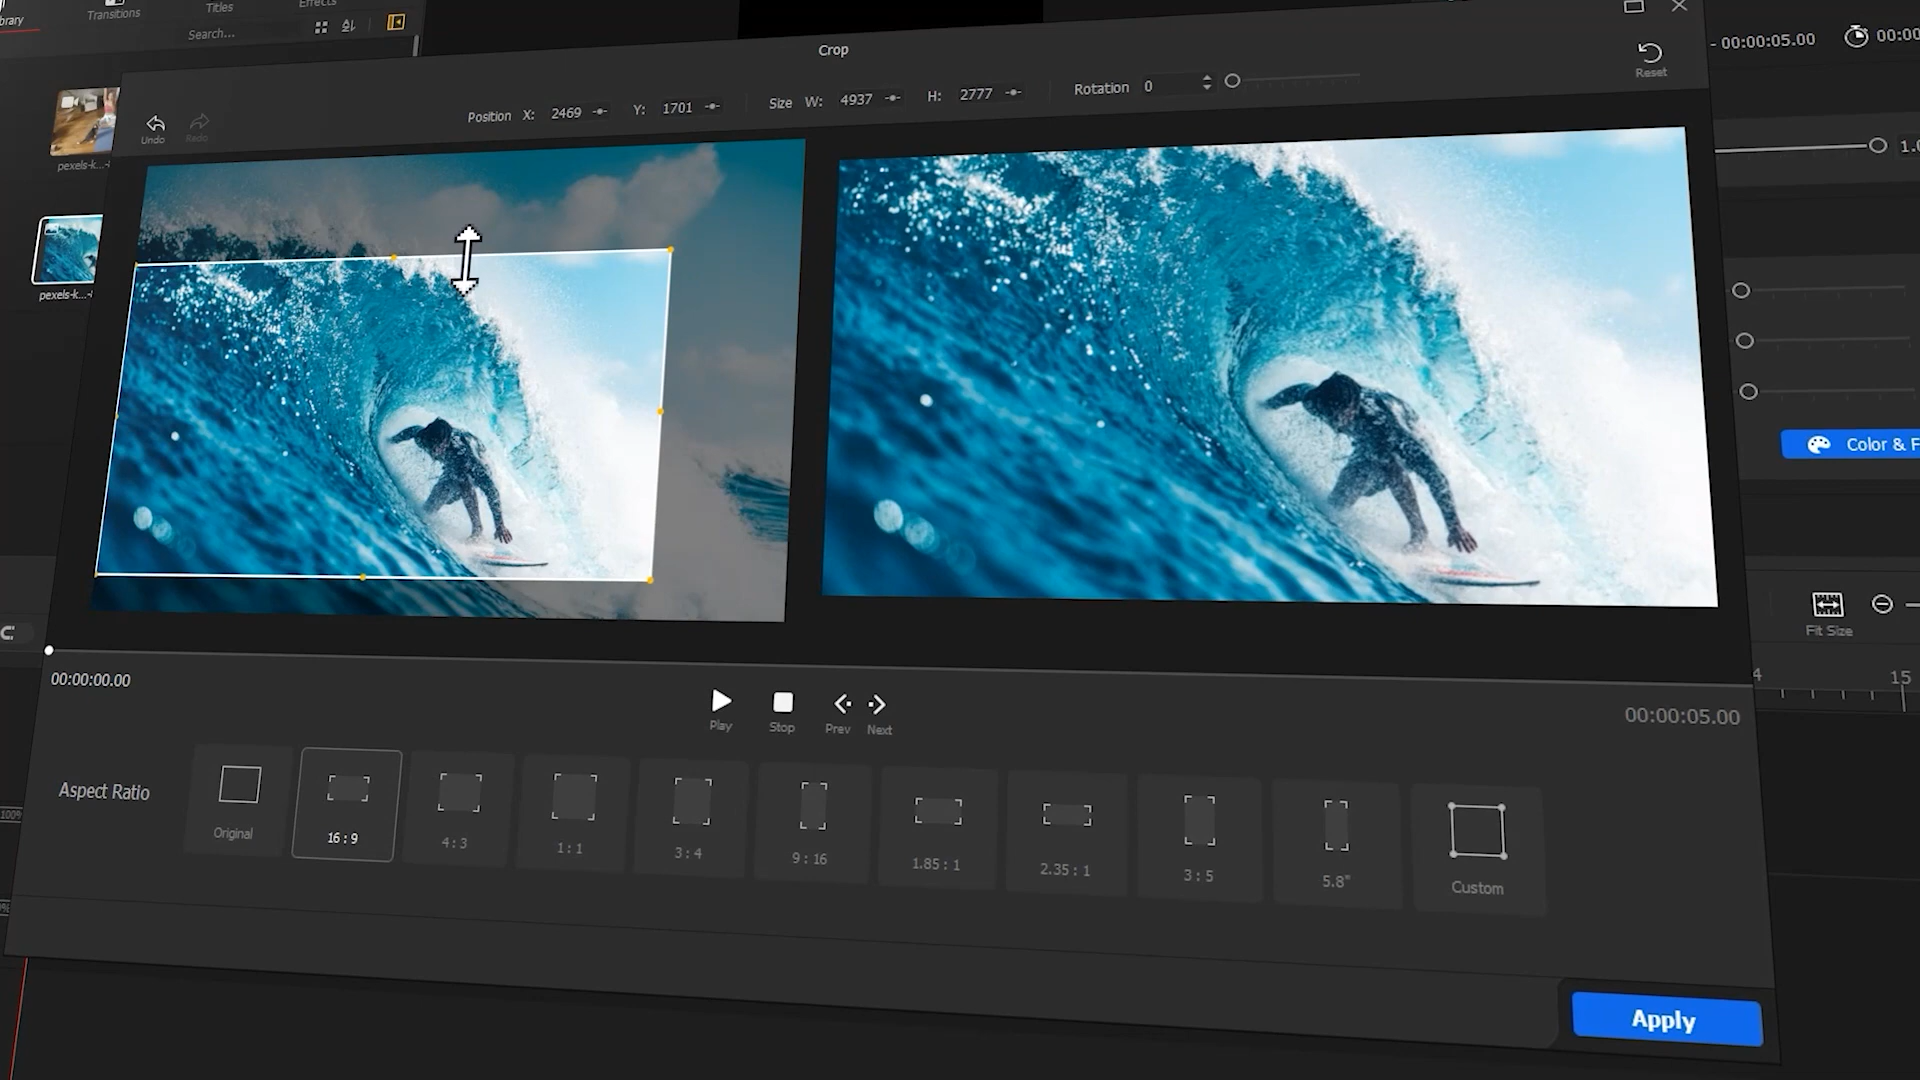 Transitions
Titles
Effects
Search...
Crop
- 00:00:05.00
Reset
Undo
Redo
Position X: 2469 Y: 1701 Size W: 4937 H: 2777 Rotation 0
pexels-k...-
pexels-k...-
Color & F
Fit Size
15
00:00:00.00
00:00:05.00
Play
Stop
Prev
Next
Aspect Ratio
Original
16 : 9
4 : 3
1 : 1
3 : 4
9 : 16
1.85 : 1
2.35 : 1
3 : 5
5.8"
Custom
100%
Apply